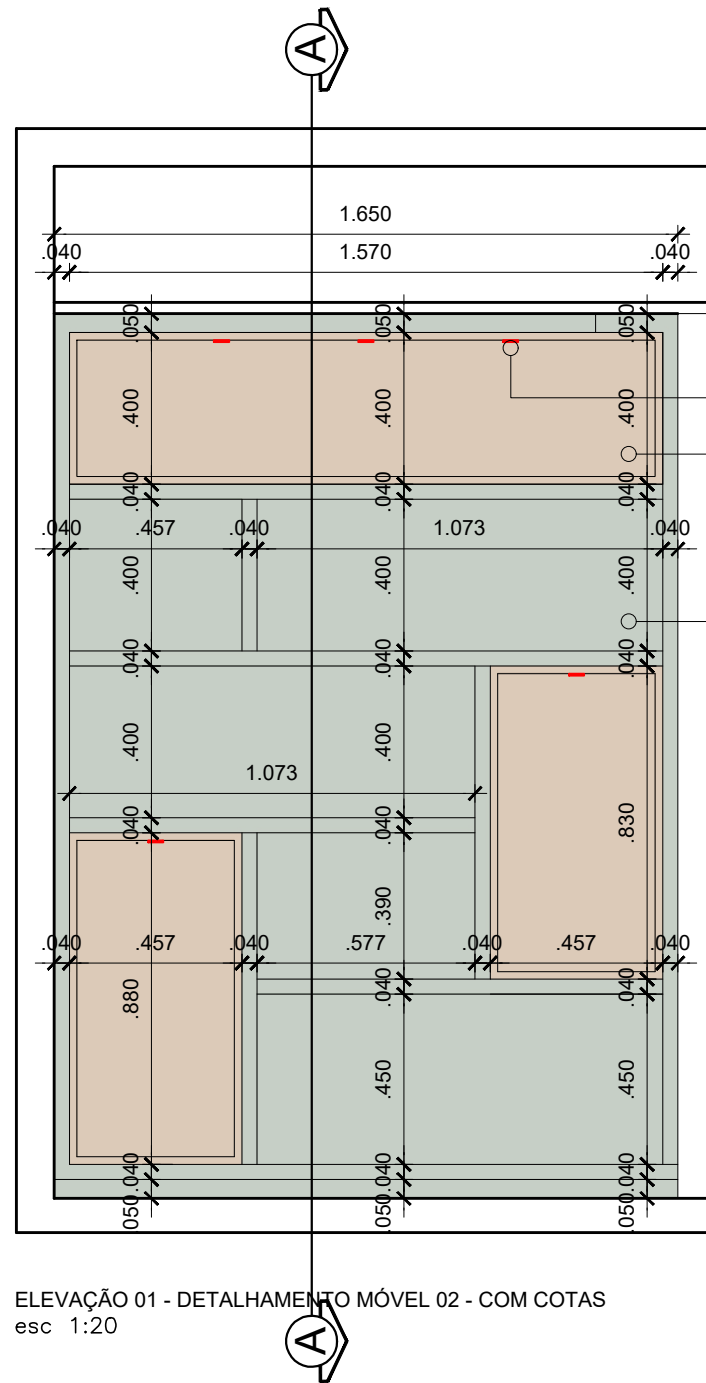 A
1.650
.040 1.570 .040
.050 .050 .050
.400 .400 .400
.040 .040 .040
.040 .457 .040 1.073 .040
.400 .400 .400
.040 .040 .040
.400 .400
1.073
.830
.040 .040
.390
.040 .457 .040 .577 .040 .457 .040
.880
.040 .040
.450 .450
.040 .040 .040
.050 .050 .050
ELEVAÇÃO 01 - DETALHAMENTO MÓVEL 02 - COM COTAS
esc 1:20
A